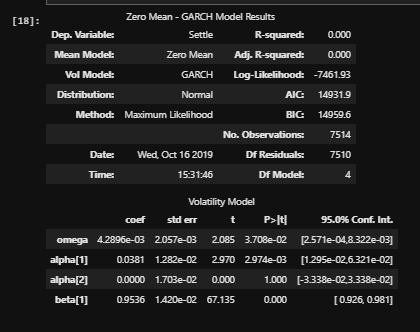 [18]:
Zero Mean - GARCH Model Results
Dep. Variable: Settle R-squared: 0.000
Mean Model: Zero Mean Adj. R-squared: 0.000
Vol Model: GARCH Log-Likelihood: -7461.93
Distribution: Normal AIC: 14931.9
Method: Maximum Likelihood BIC: 14959.6
No. Observations: 7514
Date: Wed, Oct 16 2019 Df Residuals: 7510
Time: 15:31:46 Df Model: 4
Volatility Model
coef std err t P>|t| 95.0% Conf. Int.
omega 4.2896e-03 2.057e-03 2.085 3.708e-02 [2.571e-04,8.322e-03]
alpha[1] 0.0381 1.282e-02 2.970 2.974e-03 [1.295e-02,6.321e-02]
alpha[2] 0.0000 1.703e-02 0.000 1.000 [-3.338e-02,3.338e-02]
beta[1] 0.9536 1.420e-02 67.135 0.000 [ 0.926, 0.981]